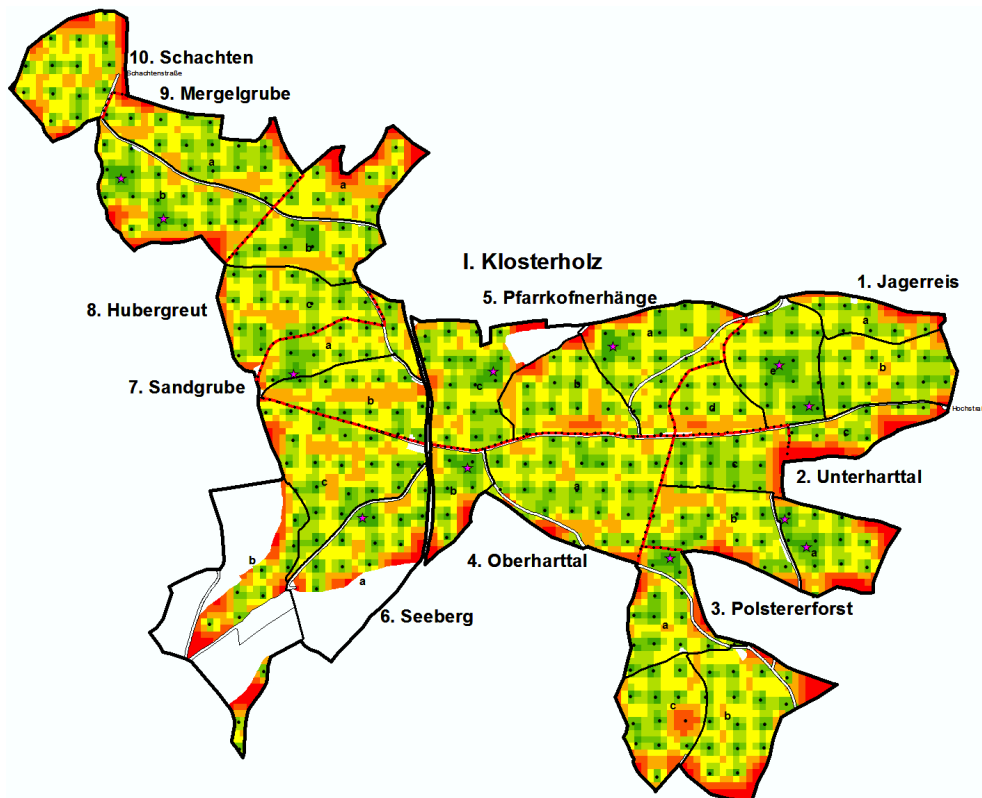 10. Schachten
Schachtenstraße
9. Mergelgrube
a
a
b
b
I. Klosterholz
5. Pfarrkofnerhänge
1. Jagerreis
8. Hubergreut
c
a
a
a
b
e
b
c
7. Sandgrube
b
d
c
c
2. Unterharttal
c
b
a
b
a
4. Oberharttal
b
a
3. Polstererforst
6. Seeberg
a
c
b